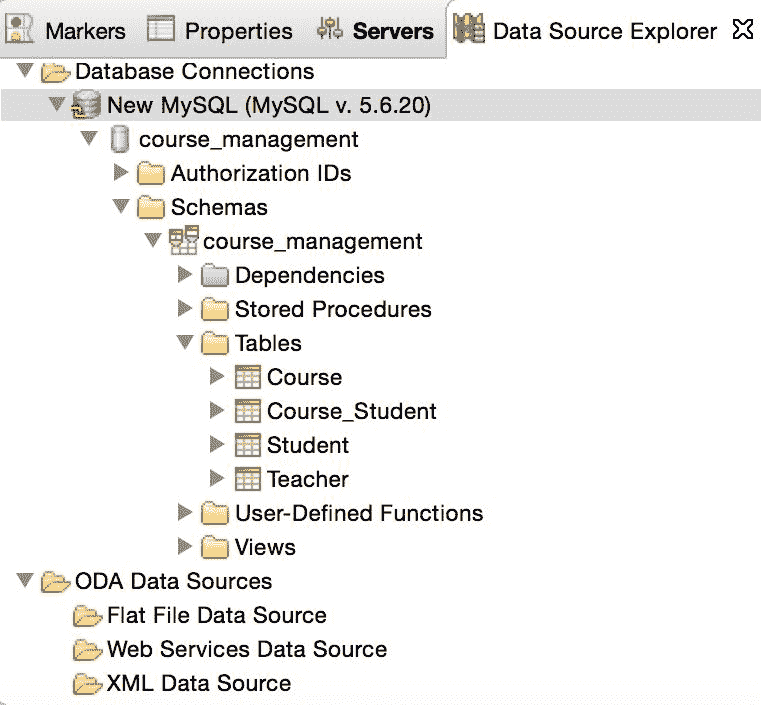 Markers Properties Servers Data Source Explorer
Database Connections
New MySQL (MySQL v. 5.6.20)
course_management
Authorization IDs
Schemas
course_management
Dependencies
Stored Procedures
Tables
Course
Course_Student
Student
Teacher
User-Defined Functions
Views
ODA Data Sources
Flat File Data Source
Web Services Data Source
XML Data Source